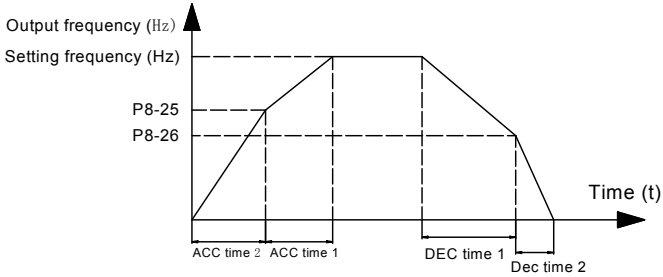 Output frequency (Hz)
Setting frequency (Hz)
P8-25
P8-26
Time (t)
ACC time 2
ACC time 1
DEC time 1
Dec time 2